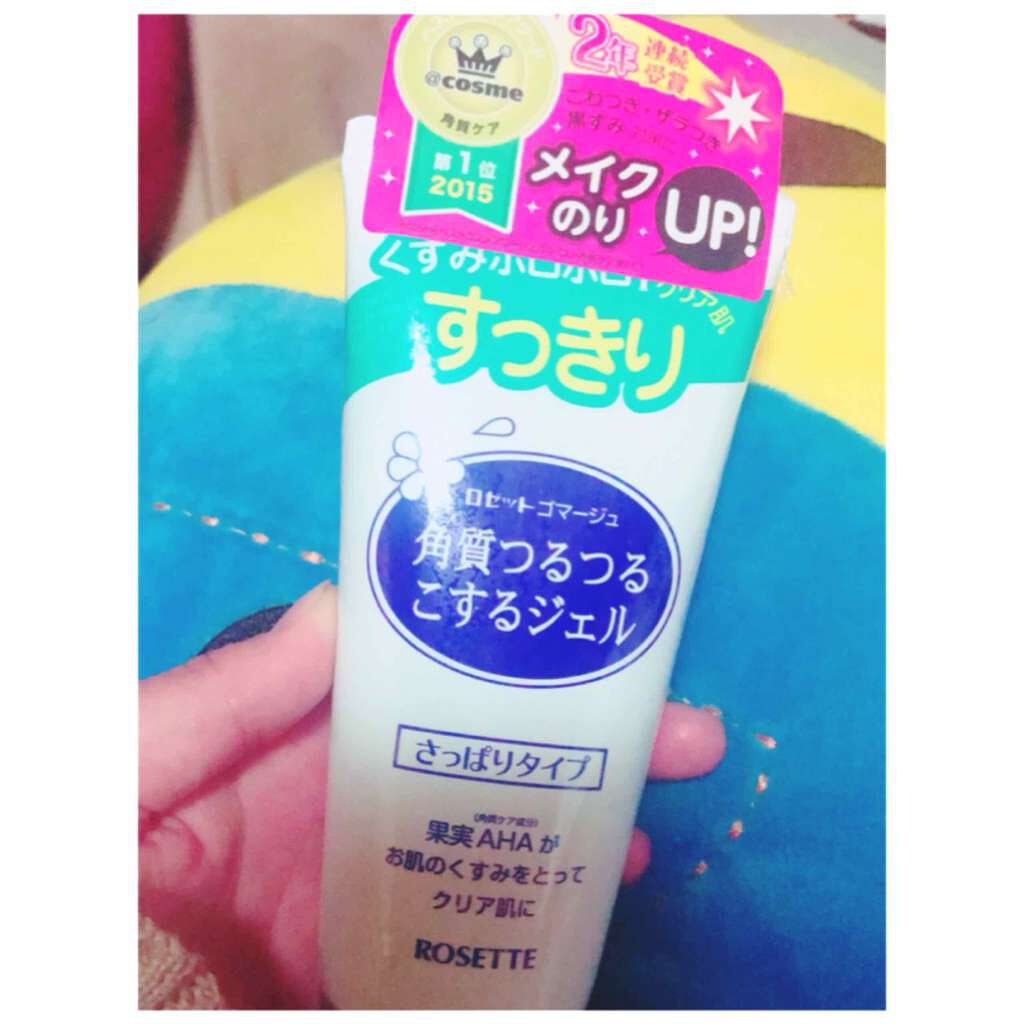 @cosme
角質ケア
第1位
2015
2年
連続
受賞
ごわつき・ザラつき
黒ずみ
メイク
のり
UP!
クリア肌
すっきり
ロゼット ゴマージュ
角質つるつる
こするジェル
さっぱりタイプ
(角質ケア成分)
果実AHAが
お肌のくすみをとって
クリア肌に
ROSETTE